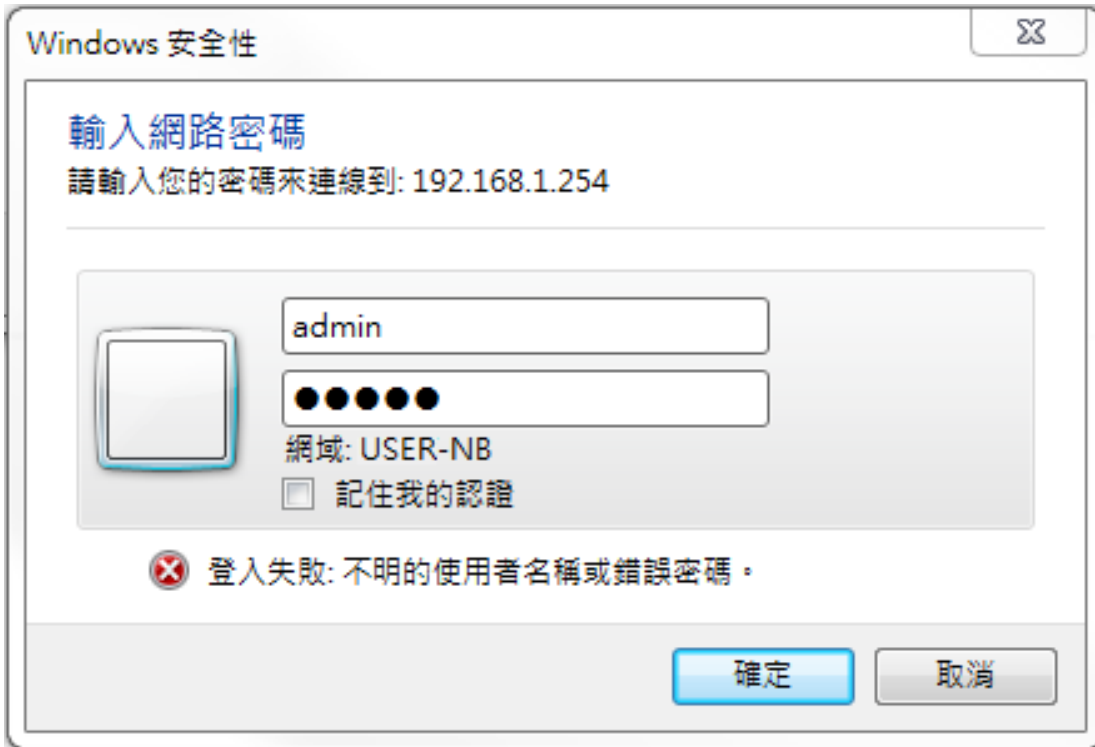 Windows 安全性
輸入網路密碼
請輸入您的密碼來連線到: 192.168.1.254
admin
●●●●●
網域: USER-NB
記住我的認證
登入失敗: 不明的使用者名稱或錯誤密碼。
確定
取消